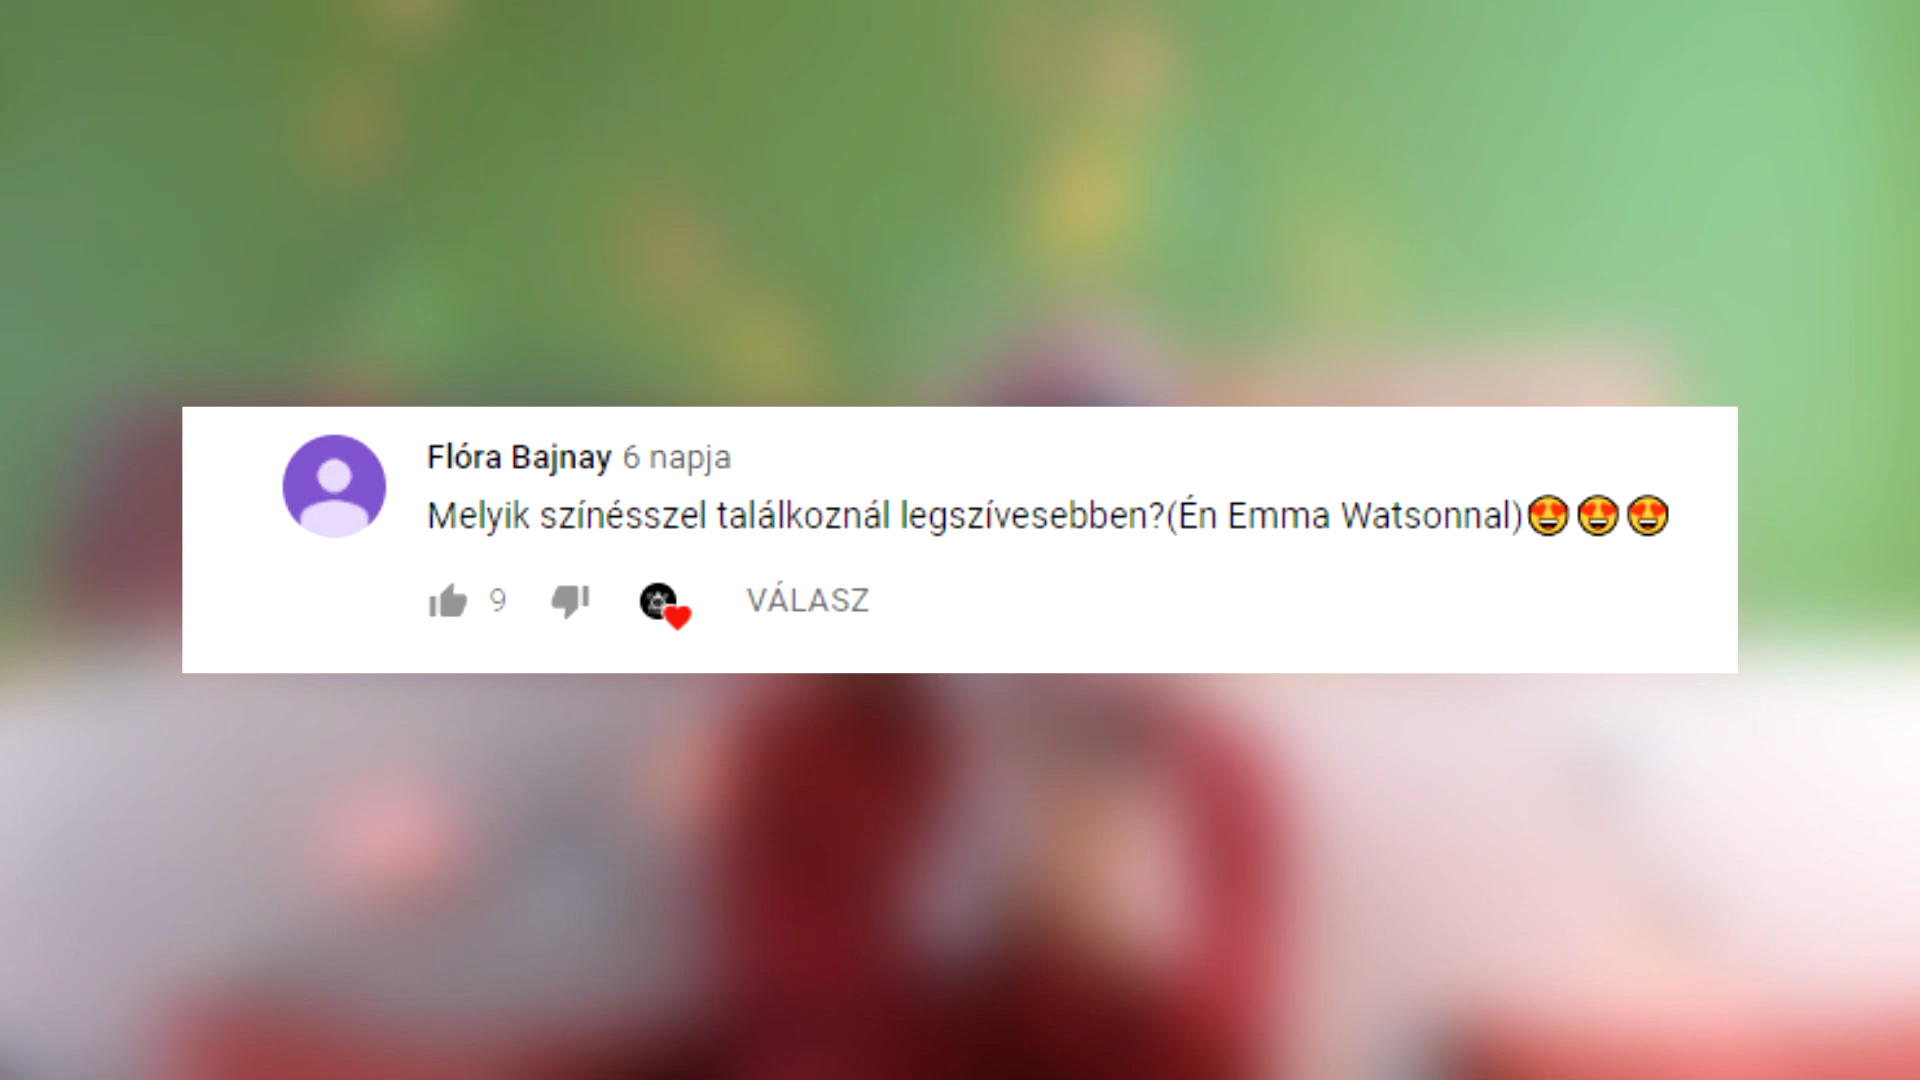 Flóra Bajnay 6 napja
Melyik színésszel találkoznál legszívesebben?(Én Emma Watsonnal)😍😍😍
9 VÁLASZ